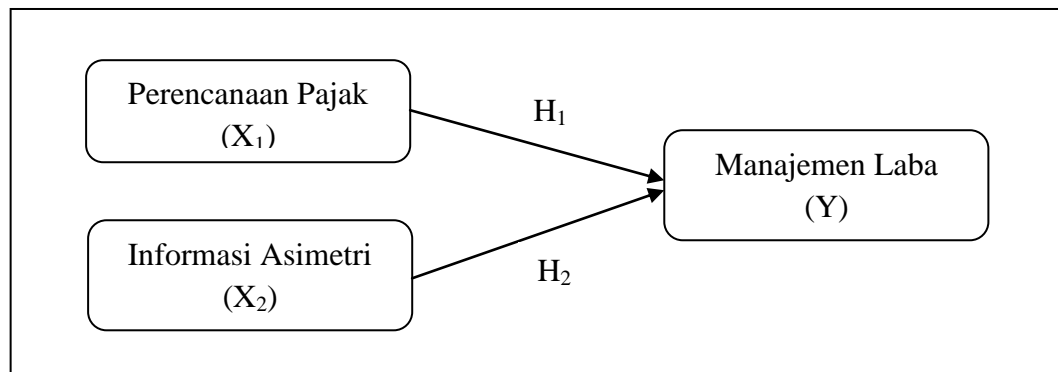 Perencanaan Pajak
(X₁)
H₁
Manajemen Laba
(Y)
Informasi Asimetri
(X₂)
H₂